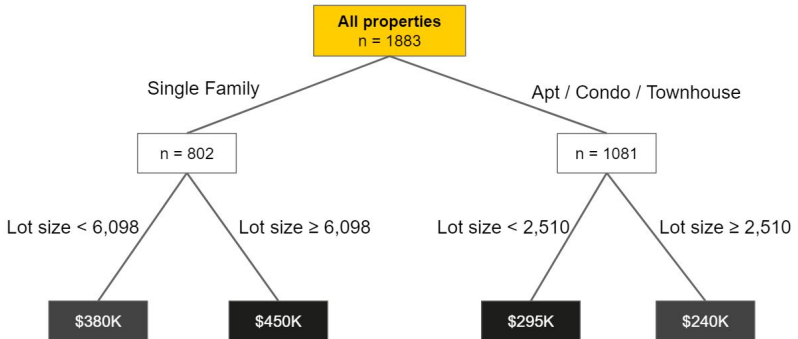 All properties
n = 1883
Single Family
Apt / Condo / Townhouse
n = 802
n = 1081
Lot size < 6,098
Lot size ≥ 6,098
Lot size < 2,510
Lot size ≥ 2,510
$380K
$450K
$295K
$240K